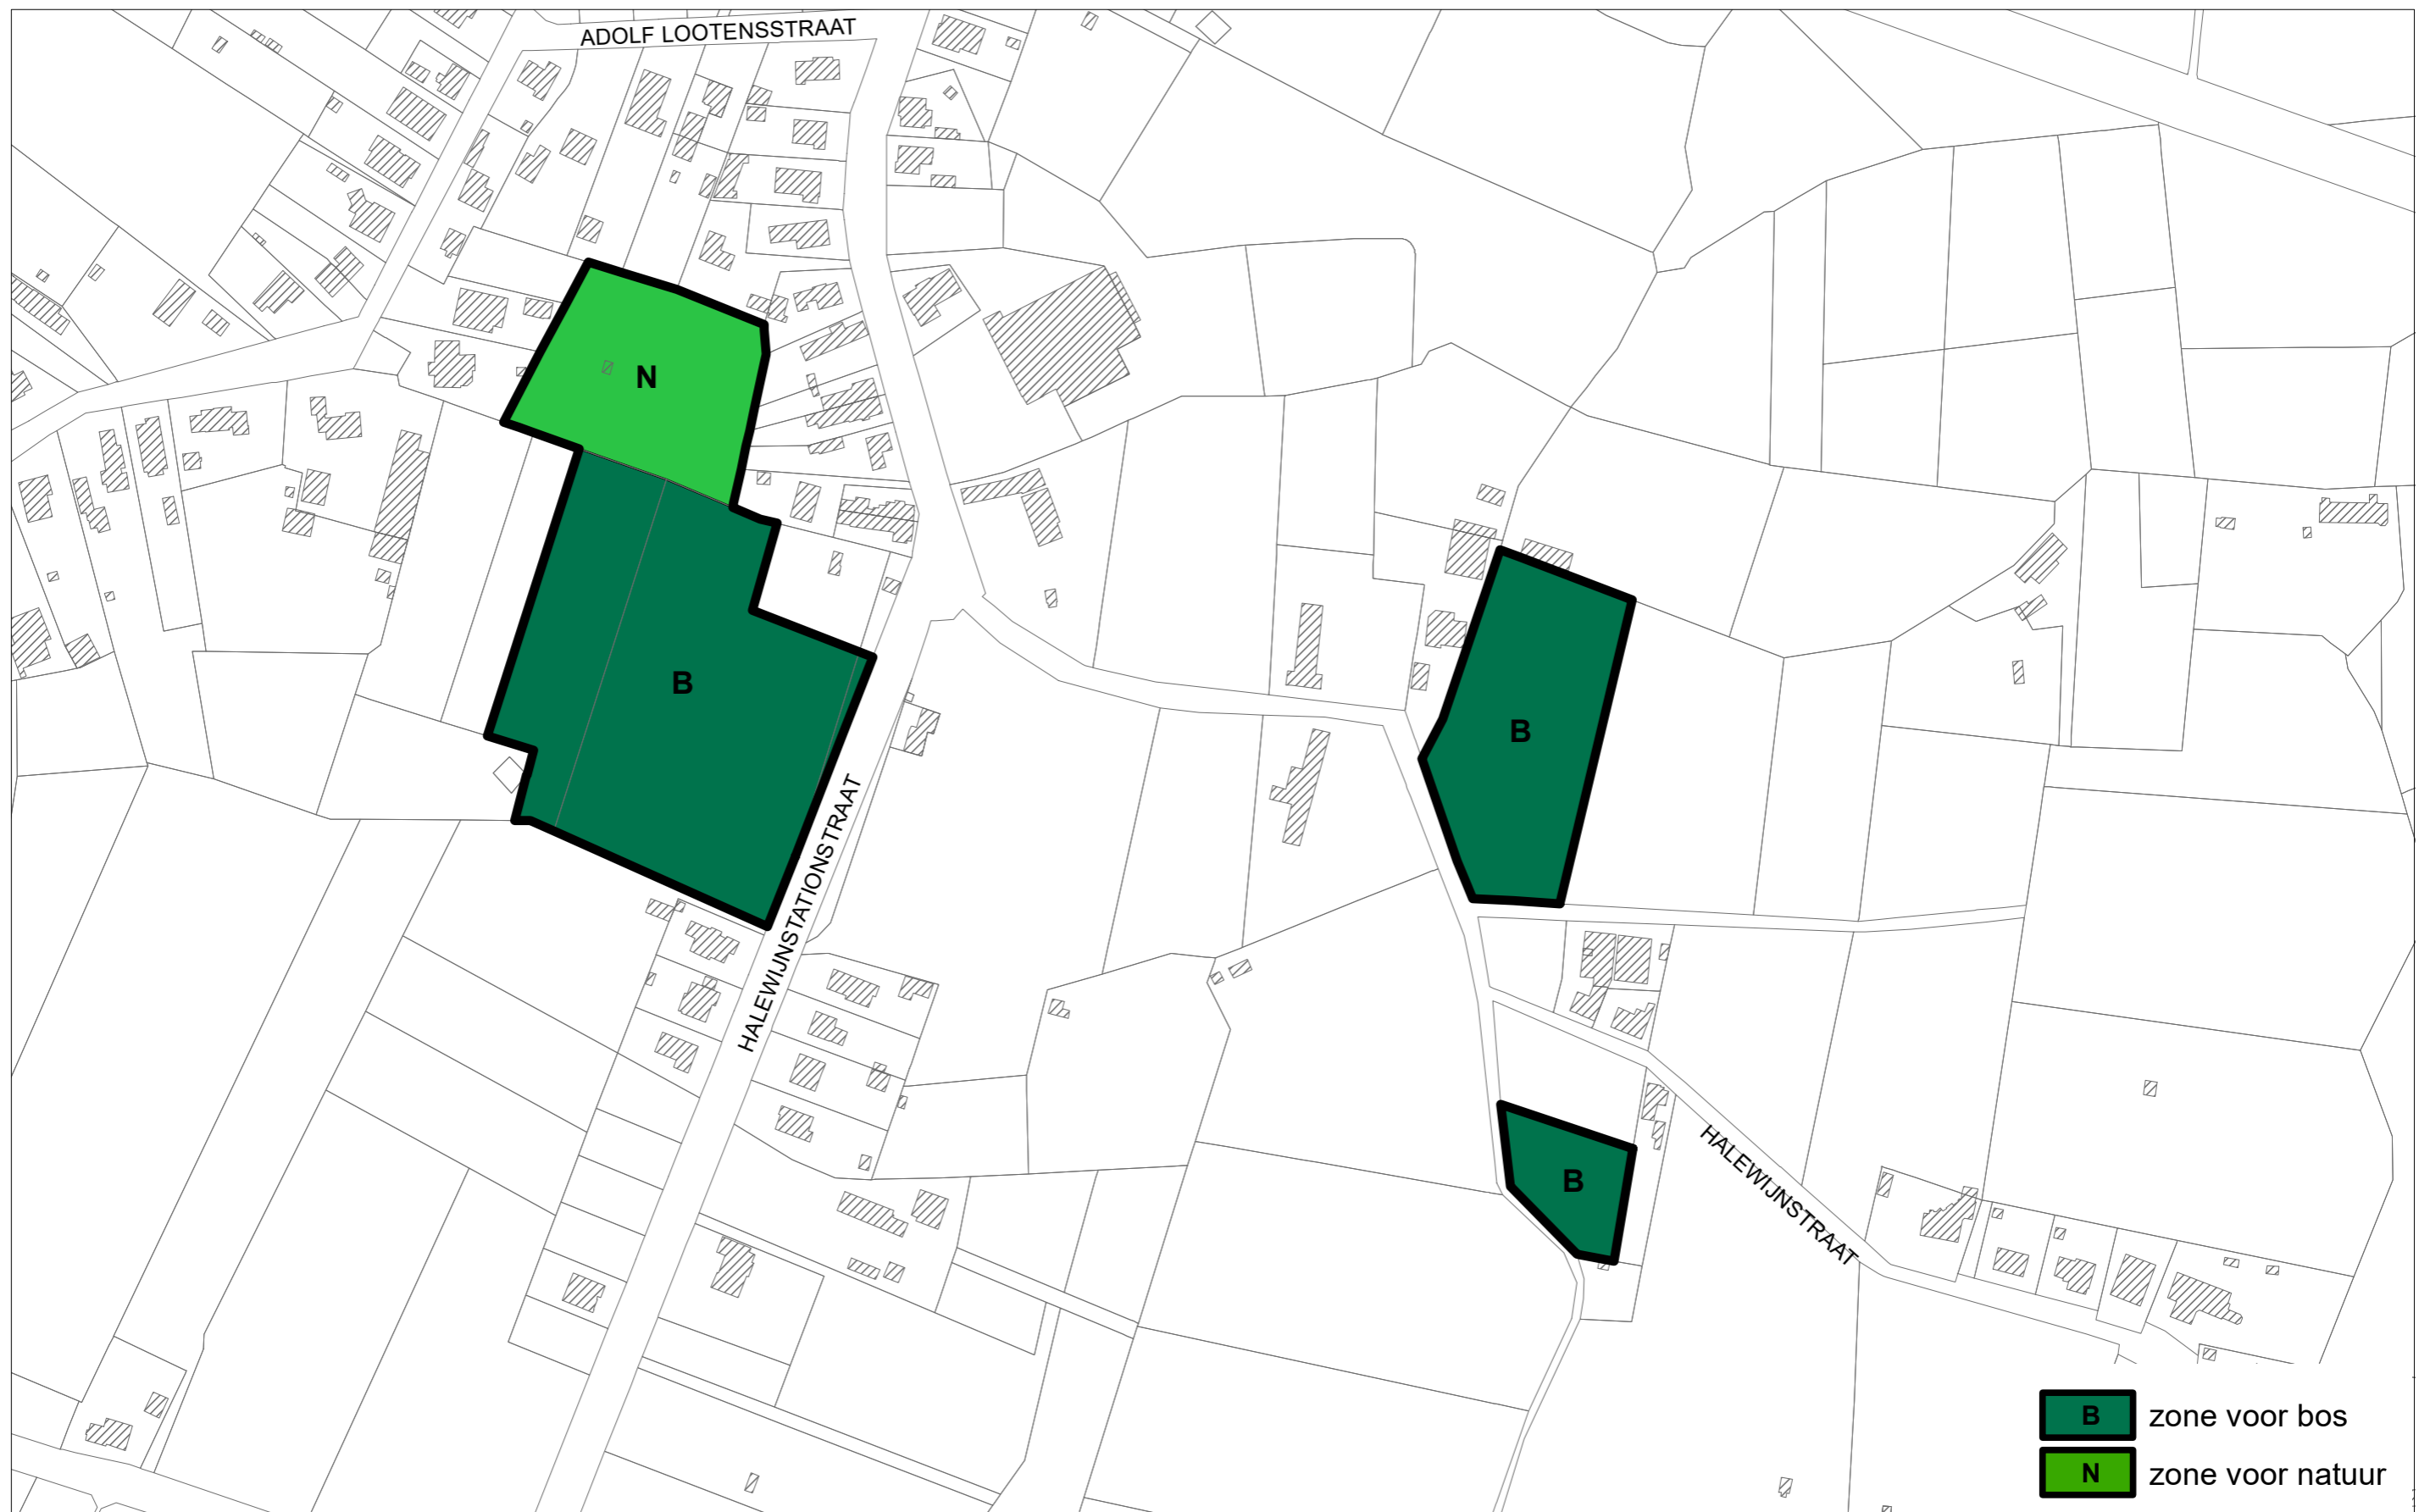 ADOLF LOOTENSSTRAAT
N
B
B
HALEWIJNSTATIONSTRAAT
B
HALEWIJNSTRAAT
B zone voor bos
N zone voor natuur